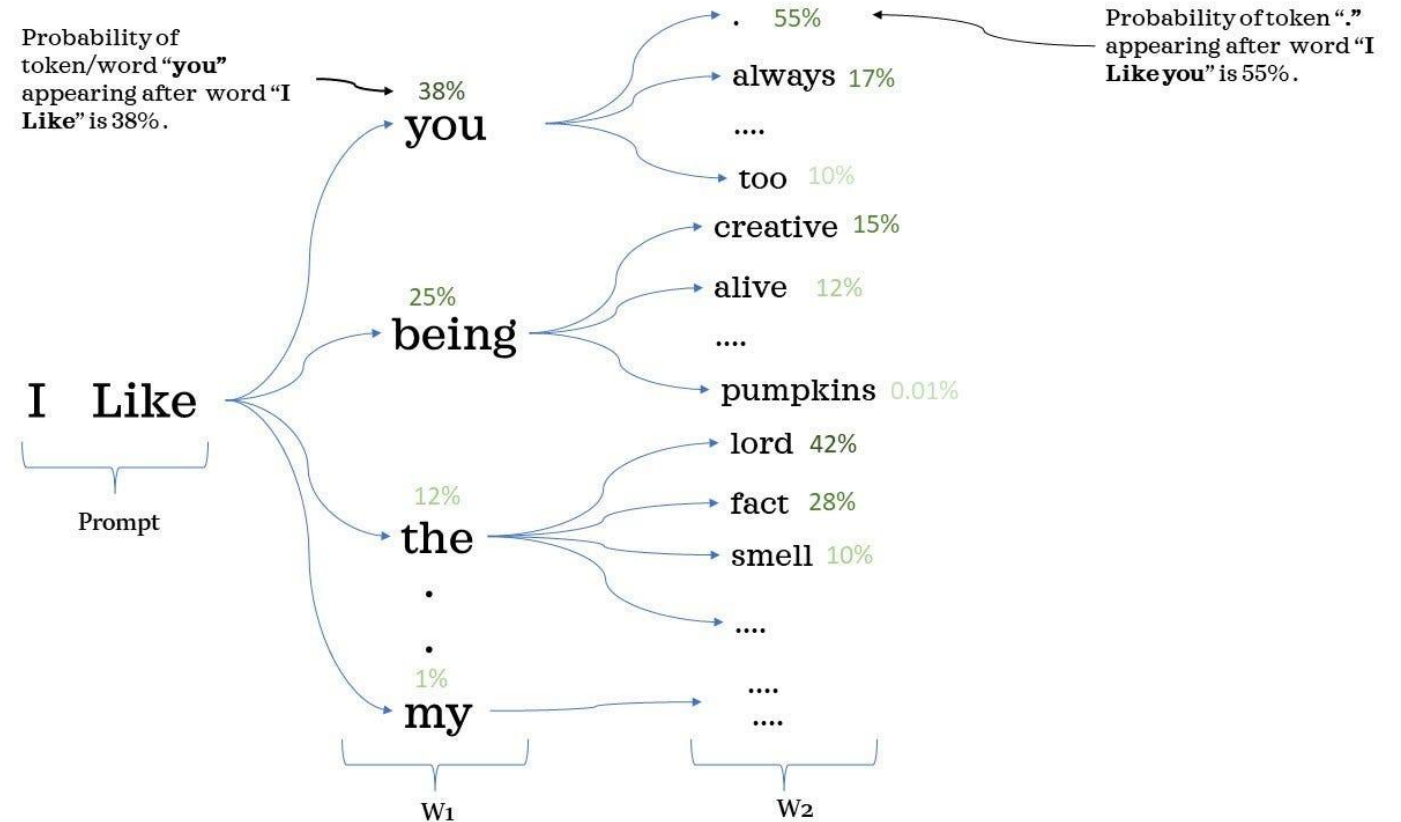 Probability of
token/word “you”
appearing after word “I
Like” is 38%.
38%
you
. 55%
always 17%
....
too 10%
Probability of token “.”
appearing after word “I
Like you” is 55%.
25%
being
creative 15%
alive 12%
....
pumpkins 0.01%
I Like
Prompt
12%
the
lord 42%
fact 28%
smell 10%
....
.
.
1%
my
....
....
W1
W2